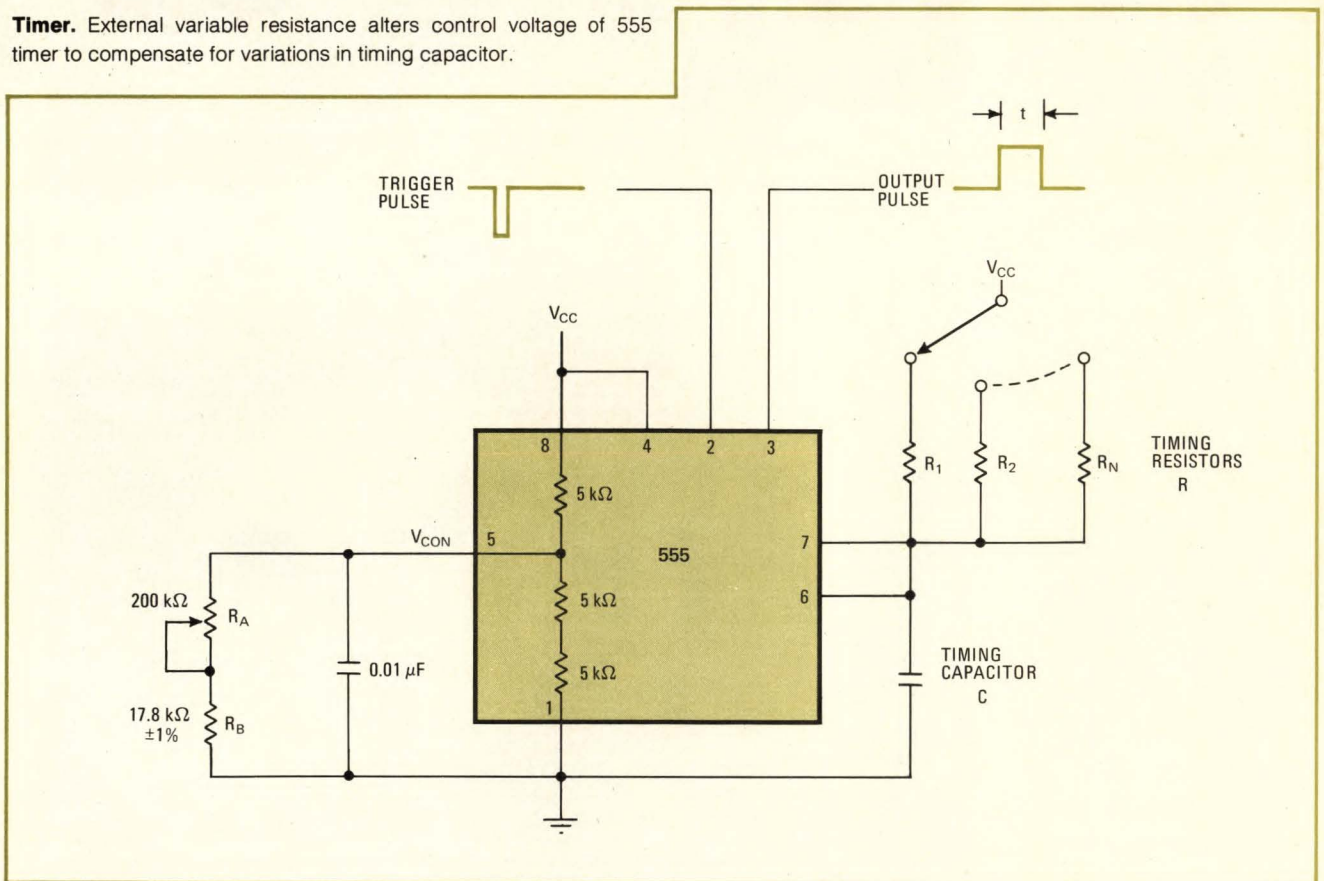 Timer. External variable resistance alters control voltage of 555
timer to compensate for variations in timing capacitor.
t
TRIGGER
PULSE
OUTPUT
PULSE
VCC
VCC
8
4
2
3
5 kΩ
R1
R2
RN
TIMING
RESISTORS
R
VCON
5
555
7
200 kΩ
RA
5 kΩ
6
0.01 μF
5 kΩ
TIMING
CAPACITOR
C
17.8 kΩ
±1%
RB
1